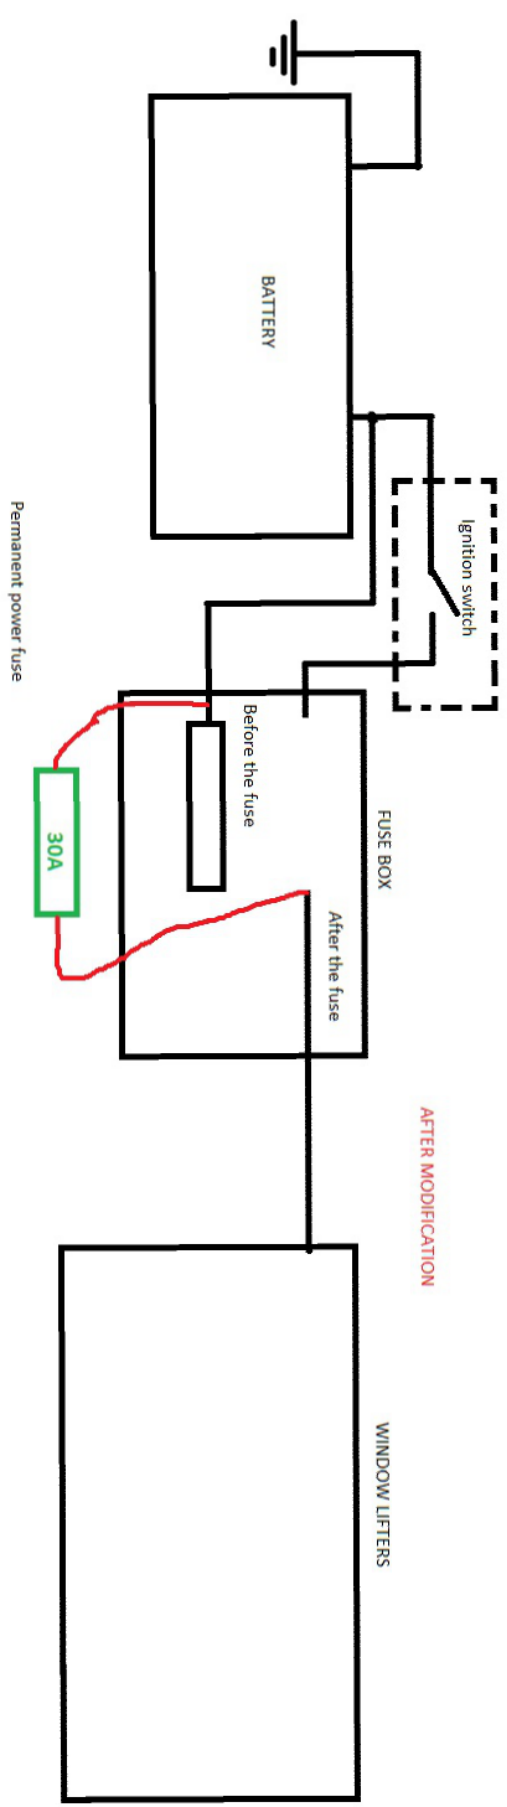 AFTER MODIFICATION
Ignition switch
FUSE BOX
WINDOW LIFTERS
BATTERY
Before the fuse
After the fuse
30A
Permanent power fuse